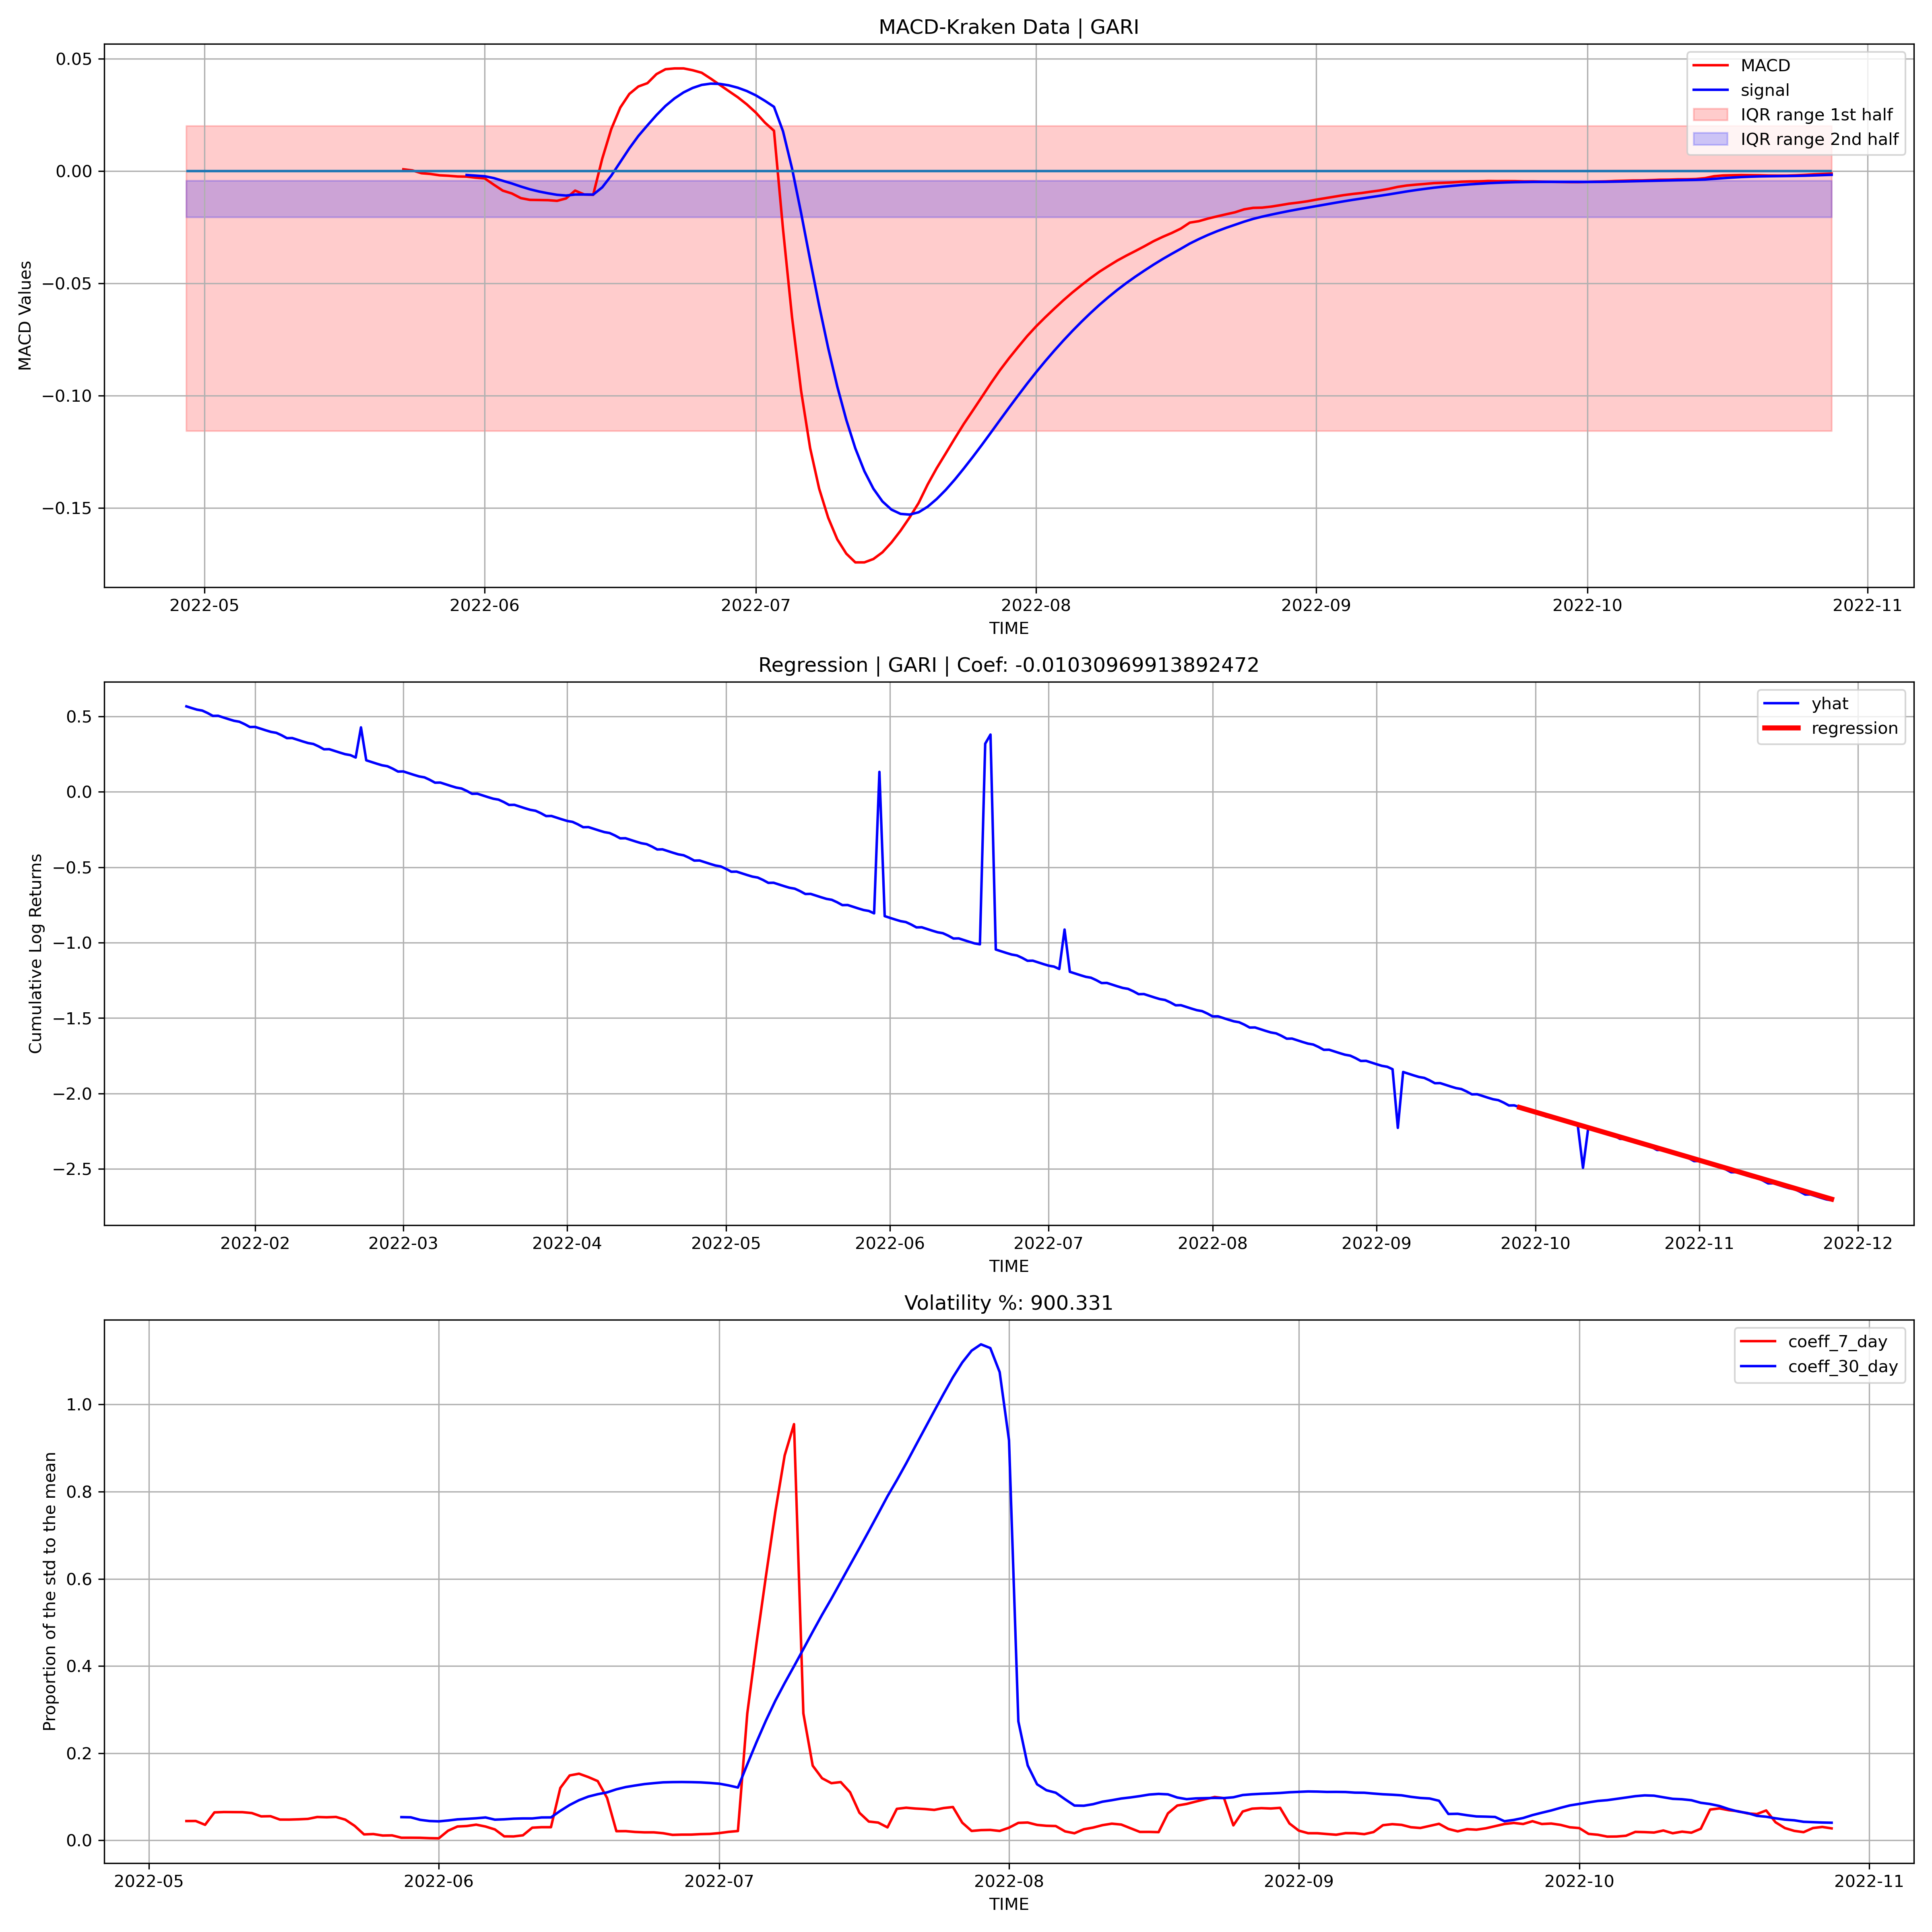 MACD-Kraken Data | GARI
0.05
0.00
−0.05
−0.10
−0.15
MACD Values
MACD
signal
IQR range 1st half
IQR range 2nd half
2022-05 2022-06 2022-07 2022-08 2022-09 2022-10 2022-11
TIME
Regression | GARI | Coef: -0.01030969913892472
0.5
0.0
−0.5
−1.0
−1.5
−2.0
−2.5
Cumulative Log Returns
yhat
regression
2022-02 2022-03 2022-04 2022-05 2022-06 2022-07 2022-08 2022-09 2022-10 2022-11 2022-12
TIME
Volatility %: 900.331
1.0
0.8
0.6
0.4
0.2
0.0
Proportion of the std to the mean
coeff_7_day
coeff_30_day
2022-05 2022-06 2022-07 2022-08 2022-09 2022-10 2022-11
TIME